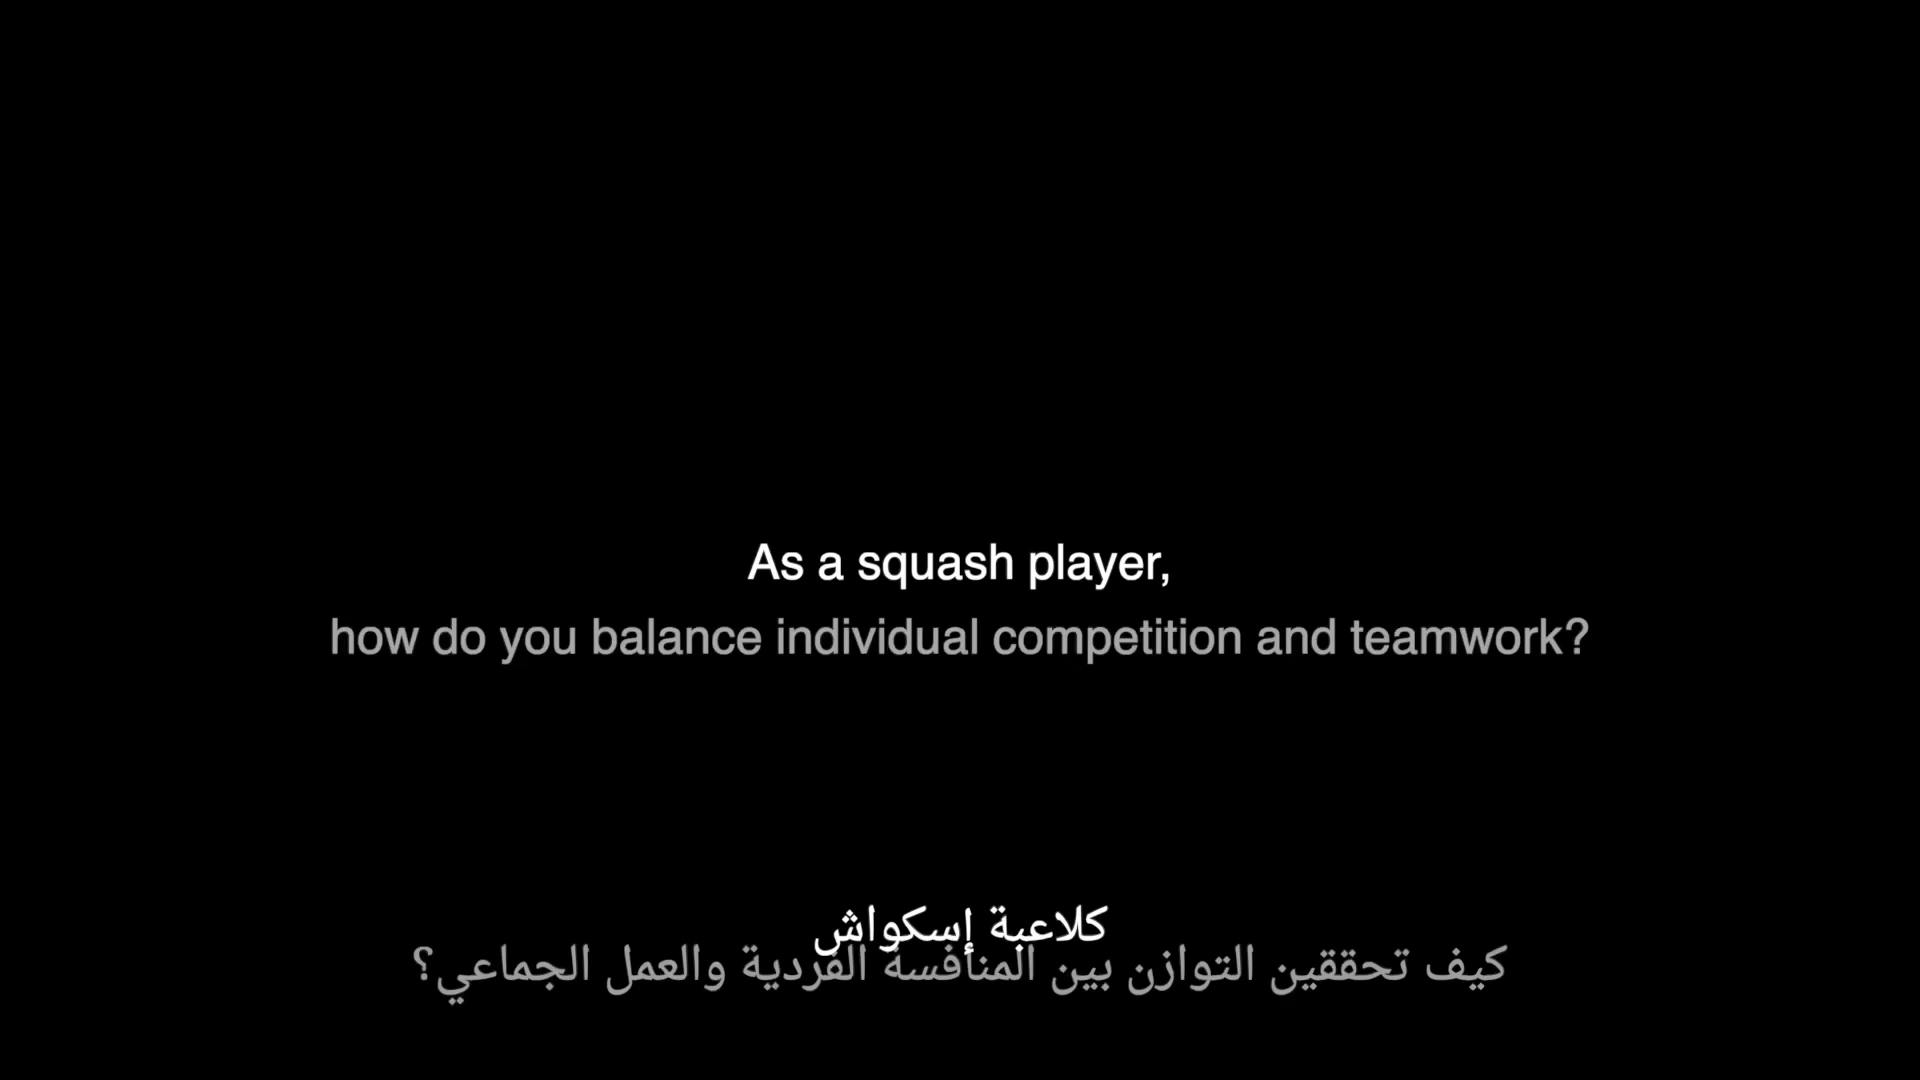 As a squash player,
how do you balance individual competition and teamwork?
كلاعبة إسكواش
كيف تحققين التوازن بين المنافسة الفردية والعمل الجماعي؟